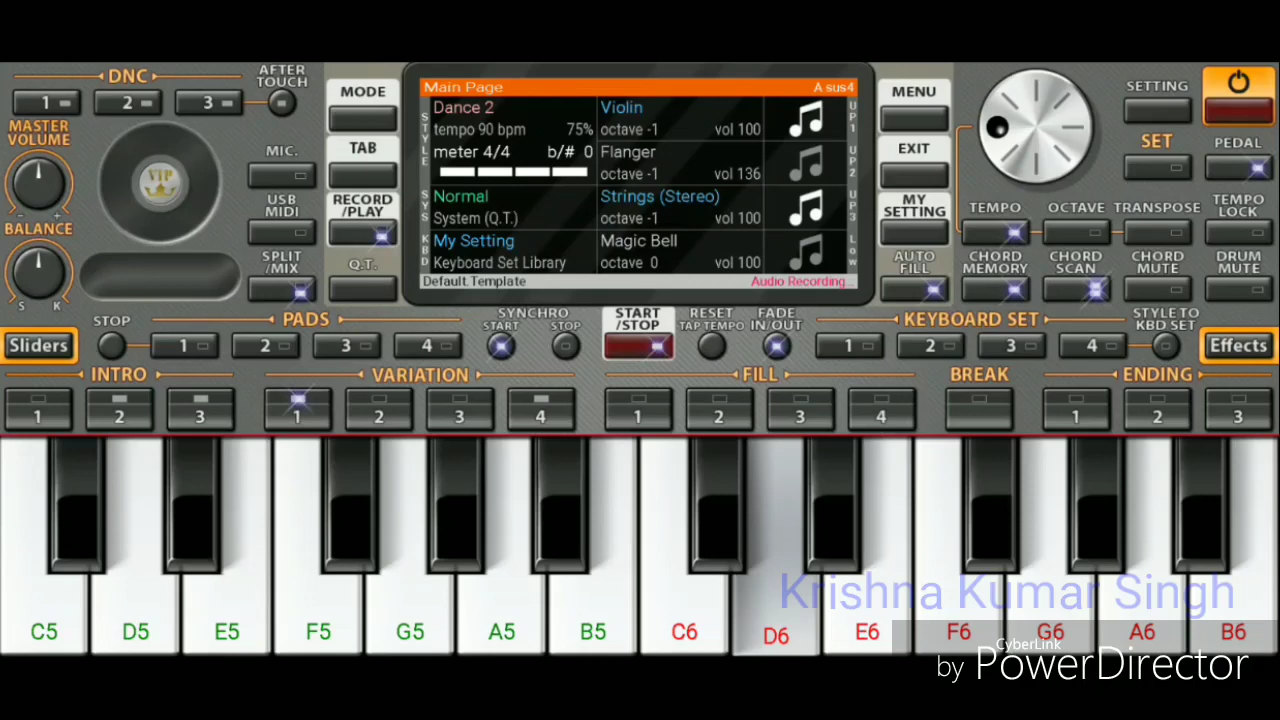 DNC
AFTER TOUCH
1 2 3
MASTER VOLUME
BALANCE
S K
VIP
MIC.
USB MIDI
SPLIT /MIX
MODE
TAB
RECORD /PLAY
Q.T.
Main Page A sus4
STYLE
Dance 2
tempo 90 bpm 75%
meter 4/4 b/# 0
SYS
Normal
System (Q.T.)
KBD
My Setting
Keyboard Set Library
Violin
octave -1 vol 100
UP1
Flanger
octave -1 vol 136
UP2
Strings (Stereo)
octave -1 vol 100
UP3
Magic Bell
octave 0 vol 100
Low
Default Template Audio Recording...
MENU
EXIT
MY SETTING
AUTO FILL
SETTING
SET
PEDAL
TEMPO OCTAVE TRANSPOSE TEMPO LOCK
CHORD MEMORY CHORD SCAN CHORD MUTE DRUM MUTE
Sliders
STOP PADS
1 2 3 4
SYNCHRO
START STOP
START /STOP
RESET TAP TEMPO
FADE IN/OUT
KEYBOARD SET
1 2 3 4
STYLE TO KBD SET
Effects
INTRO VARIATION FILL BREAK ENDING
1 2 3 1 2 3 4 1 2 3 4 1 2 3
Krishna Kumar Singh
C5 D5 E5 F5 G5 A5 B5 C6 D6 E6 F6 G6 A6 B6
CyberLink
by PowerDirector